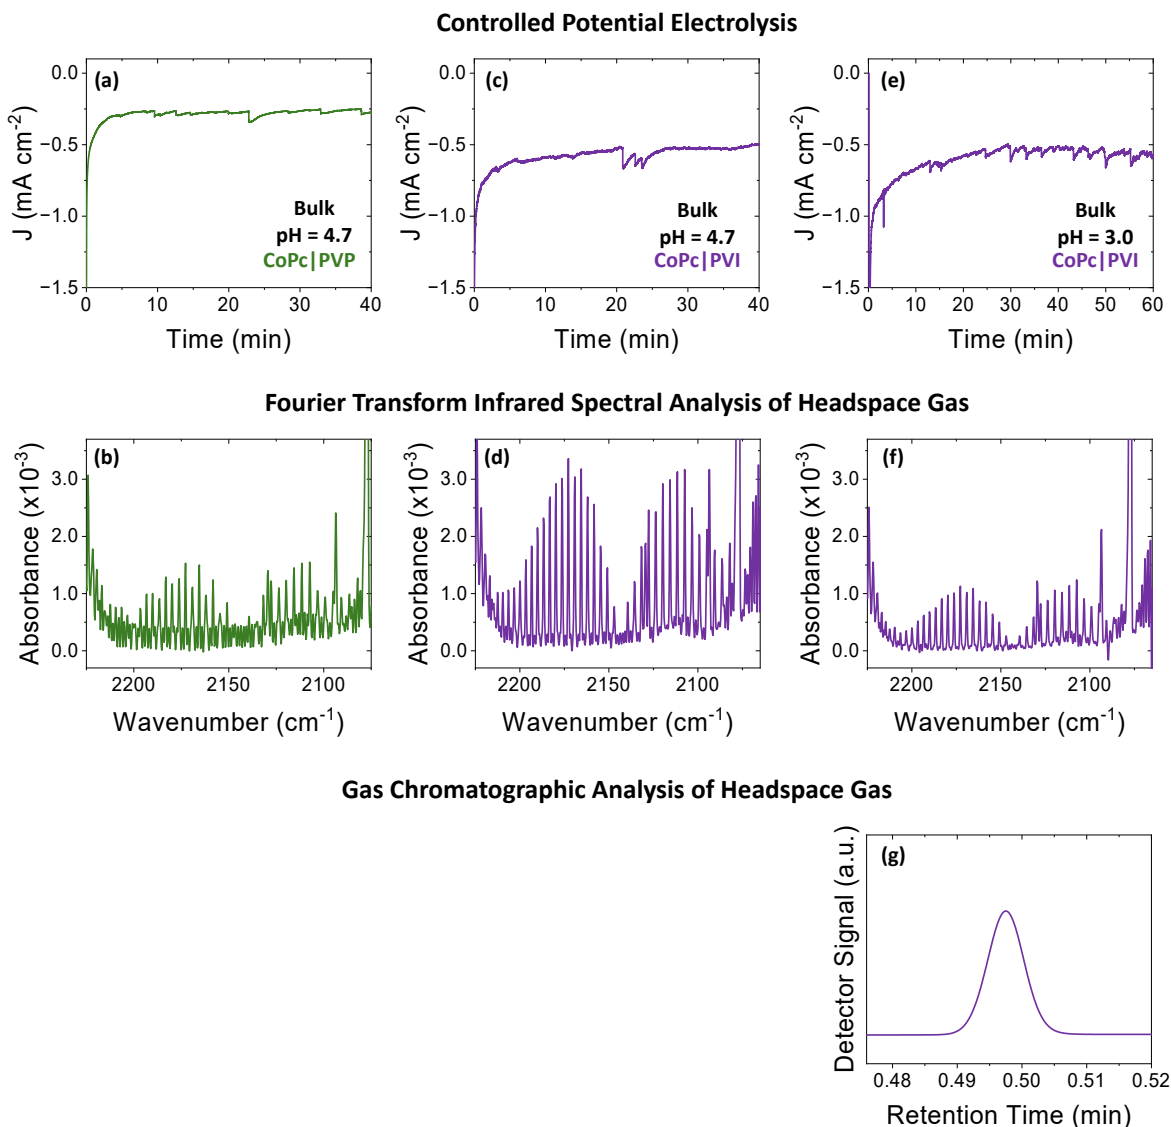 Controlled Potential Electrolysis
(a)
0.0
−0.5
−1.0
−1.5
J (mA cm⁻²)
Bulk
pH = 4.7
CoPc|PVP
0 10 20 30 40
Time (min)
(c)
0.0
−0.5
−1.0
−1.5
J (mA cm⁻²)
Bulk
pH = 4.7
CoPc|PVI
0 10 20 30 40
Time (min)
(e)
0.0
−0.5
−1.0
−1.5
J (mA cm⁻²)
Bulk
pH = 3.0
CoPc|PVI
0 10 20 30 40 50 60
Time (min)
Fourier Transform Infrared Spectral Analysis of Headspace Gas
(b)
3.0
2.0
1.0
0.0
Absorbance (x10⁻³)
2200 2150 2100
Wavenumber (cm⁻¹)
(d)
3.0
2.0
1.0
0.0
Absorbance (x10⁻³)
2200 2150 2100
Wavenumber (cm⁻¹)
(f)
3.0
2.0
1.0
0.0
Absorbance (x10⁻³)
2200 2150 2100
Wavenumber (cm⁻¹)
Gas Chromatographic Analysis of Headspace Gas
(g)
Detector Signal (a.u.)
0.48 0.49 0.50 0.51 0.52
Retention Time (min)